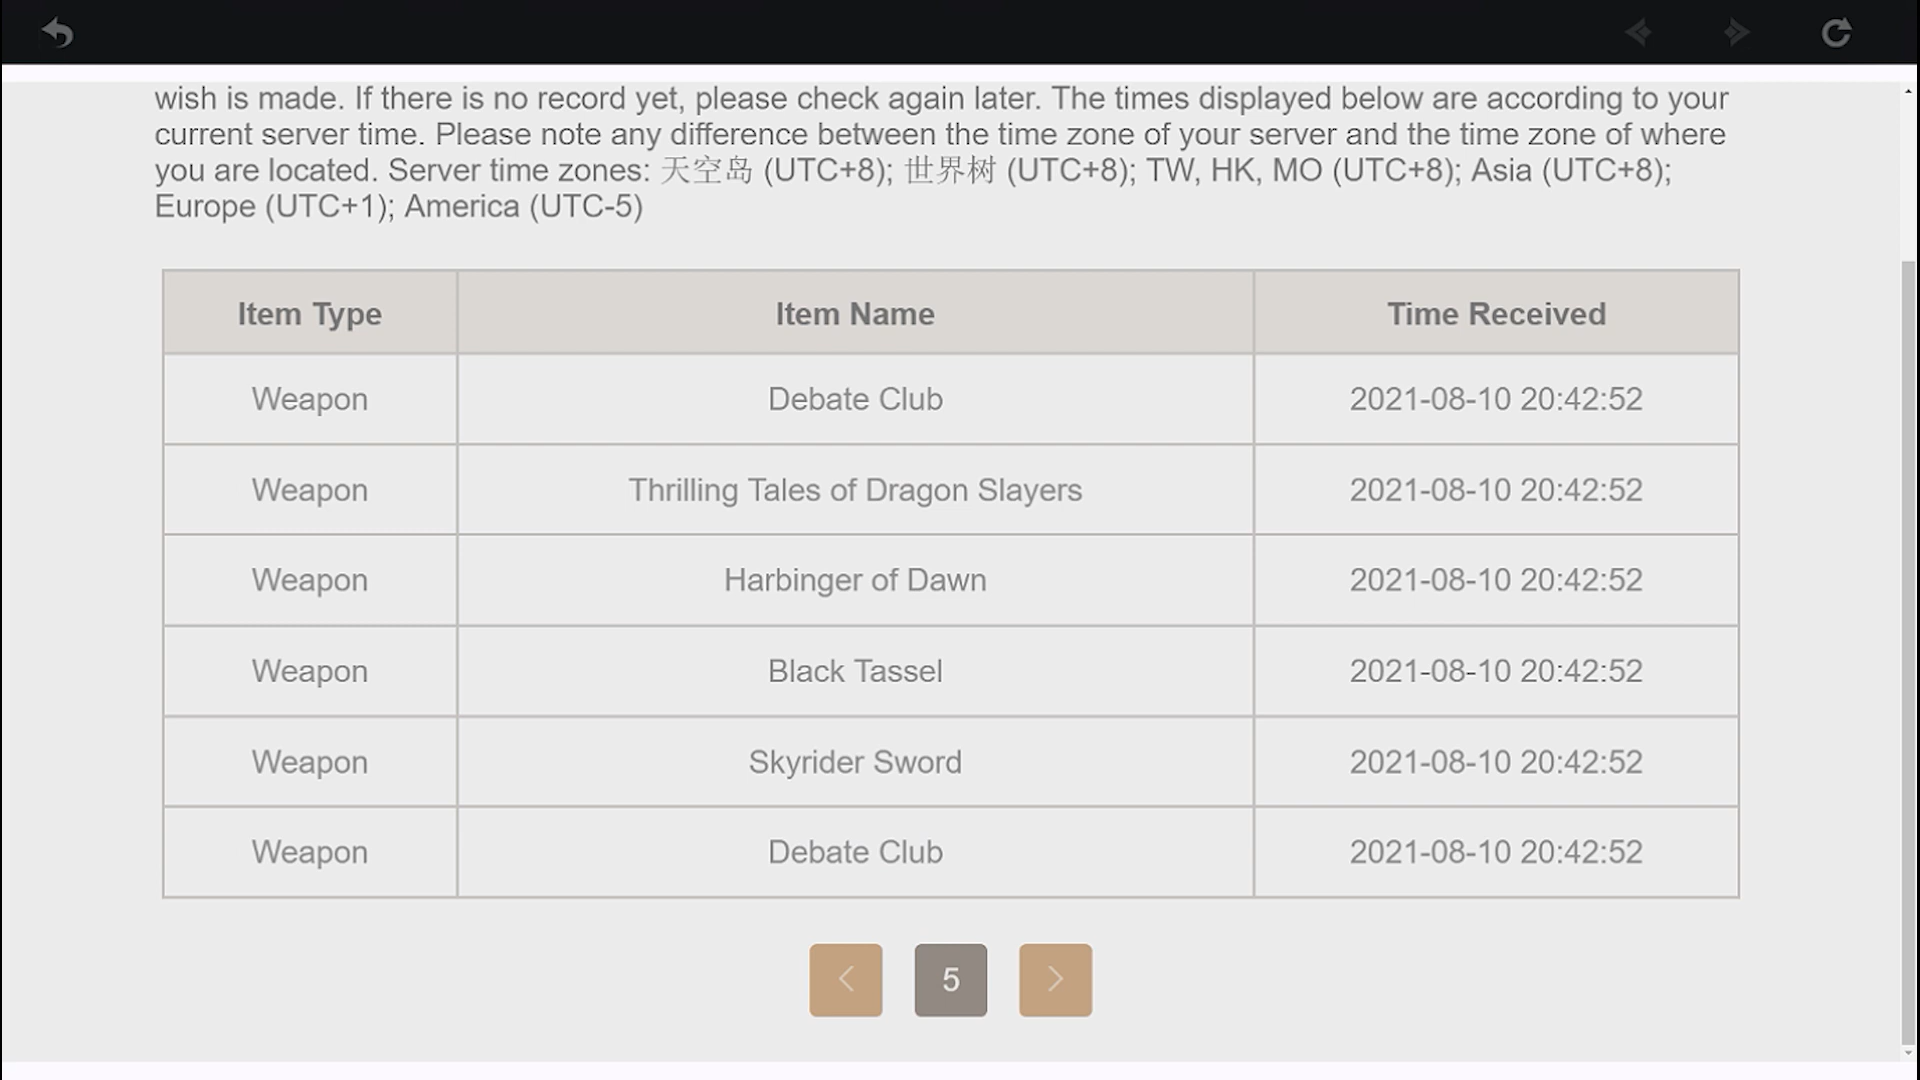 wish is made. If there is no record yet, please check again later. The times displayed below are according to your
current server time. Please note any difference between the time zone of your server and the time zone of where
you are located. Server time zones: 天空岛 (UTC+8); 世界树 (UTC+8); TW, HK, MO (UTC+8); Asia (UTC+8);
Europe (UTC+1); America (UTC-5)
Item Type Item Name Time Received
Weapon Debate Club 2021-08-10 20:42:52
Weapon Thrilling Tales of Dragon Slayers 2021-08-10 20:42:52
Weapon Harbinger of Dawn 2021-08-10 20:42:52
Weapon Black Tassel 2021-08-10 20:42:52
Weapon Skyrider Sword 2021-08-10 20:42:52
Weapon Debate Club 2021-08-10 20:42:52
5